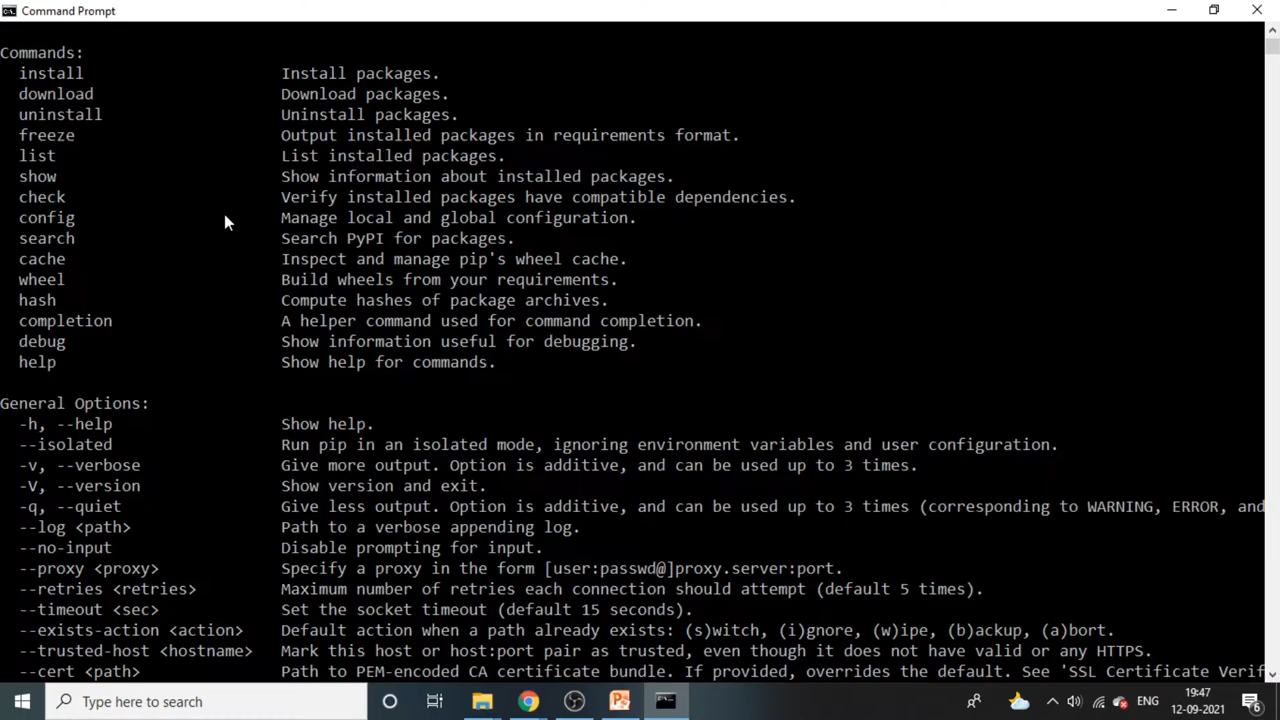 Command Prompt
Commands:
install Install packages.
download Download packages.
uninstall Uninstall packages.
freeze Output installed packages in requirements format.
list List installed packages.
show Show information about installed packages.
check Verify installed packages have compatible dependencies.
config Manage local and global configuration.
search Search PyPI for packages.
cache Inspect and manage pip's wheel cache.
wheel Build wheels from your requirements.
hash Compute hashes of package archives.
completion A helper command used for command completion.
debug Show information useful for debugging.
help Show help for commands.
General Options:
-h, --help Show help.
--isolated Run pip in an isolated mode, ignoring environment variables and user configuration.
-v, --verbose Give more output. Option is additive, and can be used up to 3 times.
-V, --version Show version and exit.
-q, --quiet Give less output. Option is additive, and can be used up to 3 times (corresponding to WARNING, ERROR, and
--log <path> Path to a verbose appending log.
--no-input Disable prompting for input.
--proxy <proxy> Specify a proxy in the form [user:passwd@]proxy.server:port.
--retries <retries> Maximum number of retries each connection should attempt (default 5 times).
--timeout <sec> Set the socket timeout (default 15 seconds).
--exists-action <action> Default action when a path already exists: (s)witch, (i)gnore, (w)ipe, (b)ackup, (a)bort.
--trusted-host <hostname> Mark this host or host:port pair as trusted, even though it does not have valid or any HTTPS.
--cert <path> Path to PEM-encoded CA certificate bundle. If provided, overrides the default. See 'SSL Certificate Verif
Type here to search
ENG
19:47
12-09-2021
6